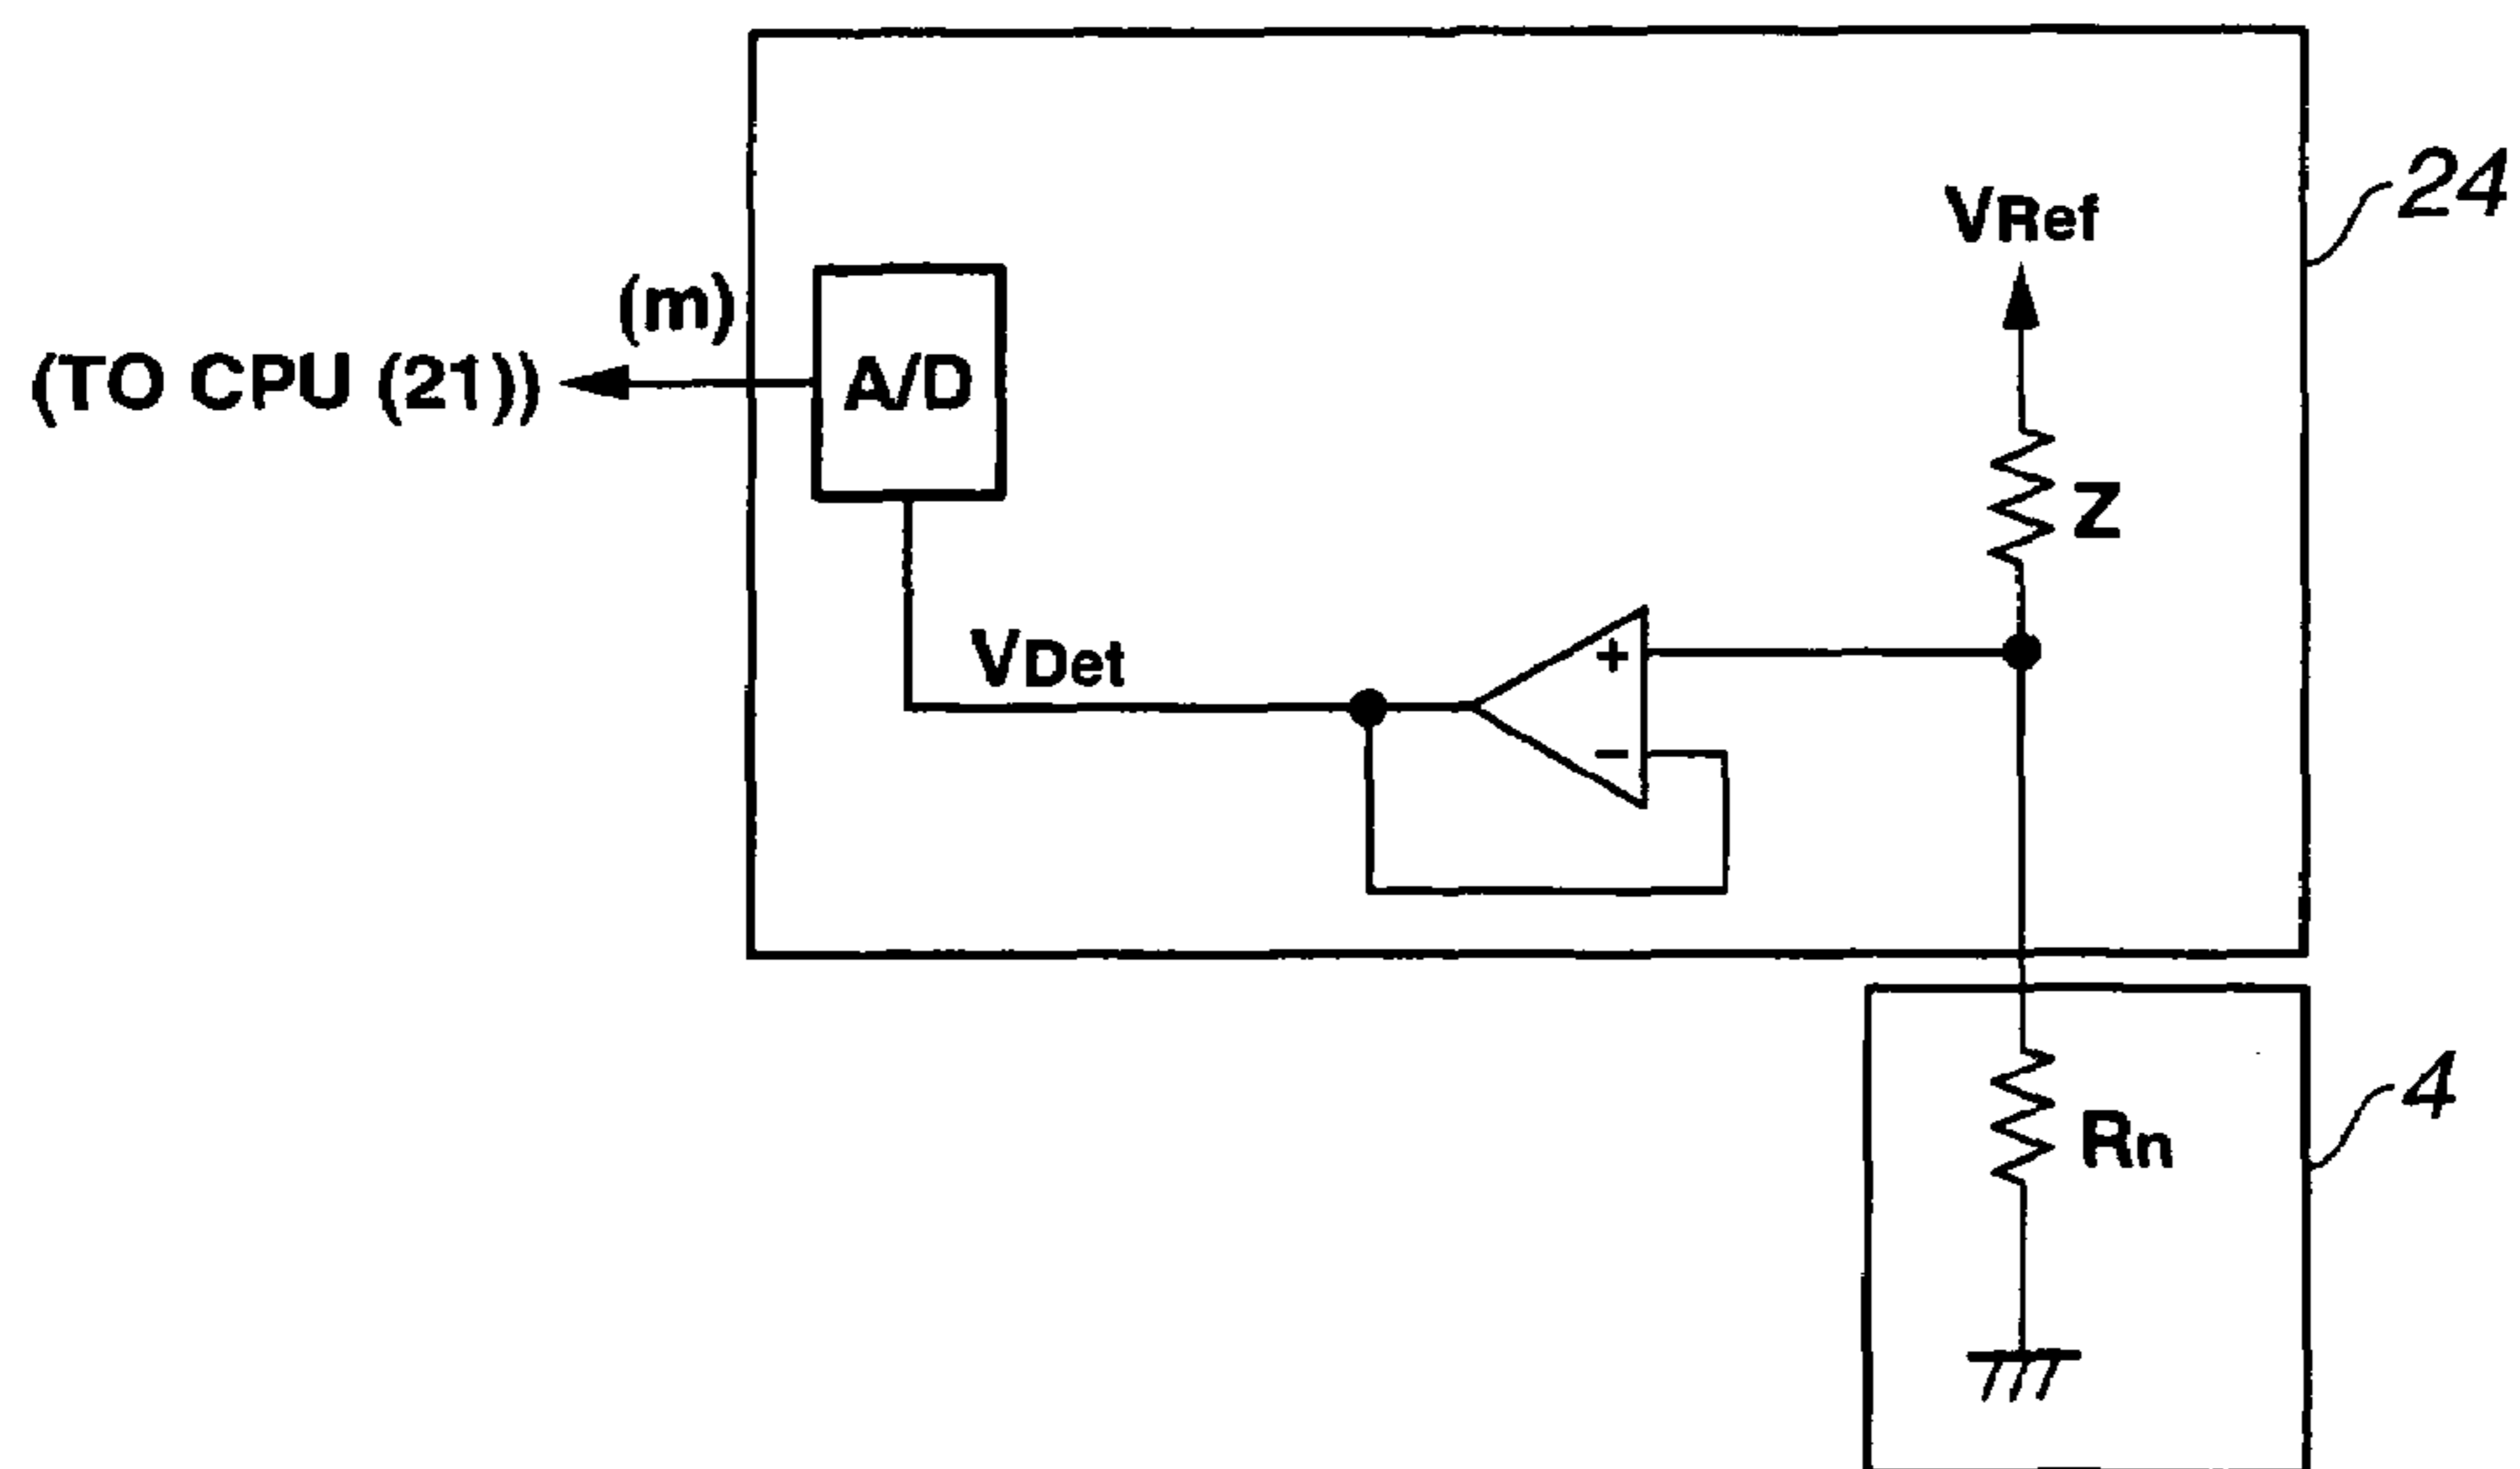 24
VRef
(m)
(TO CPU (21))
A/D
Z
+
VDet
−
4
Rn